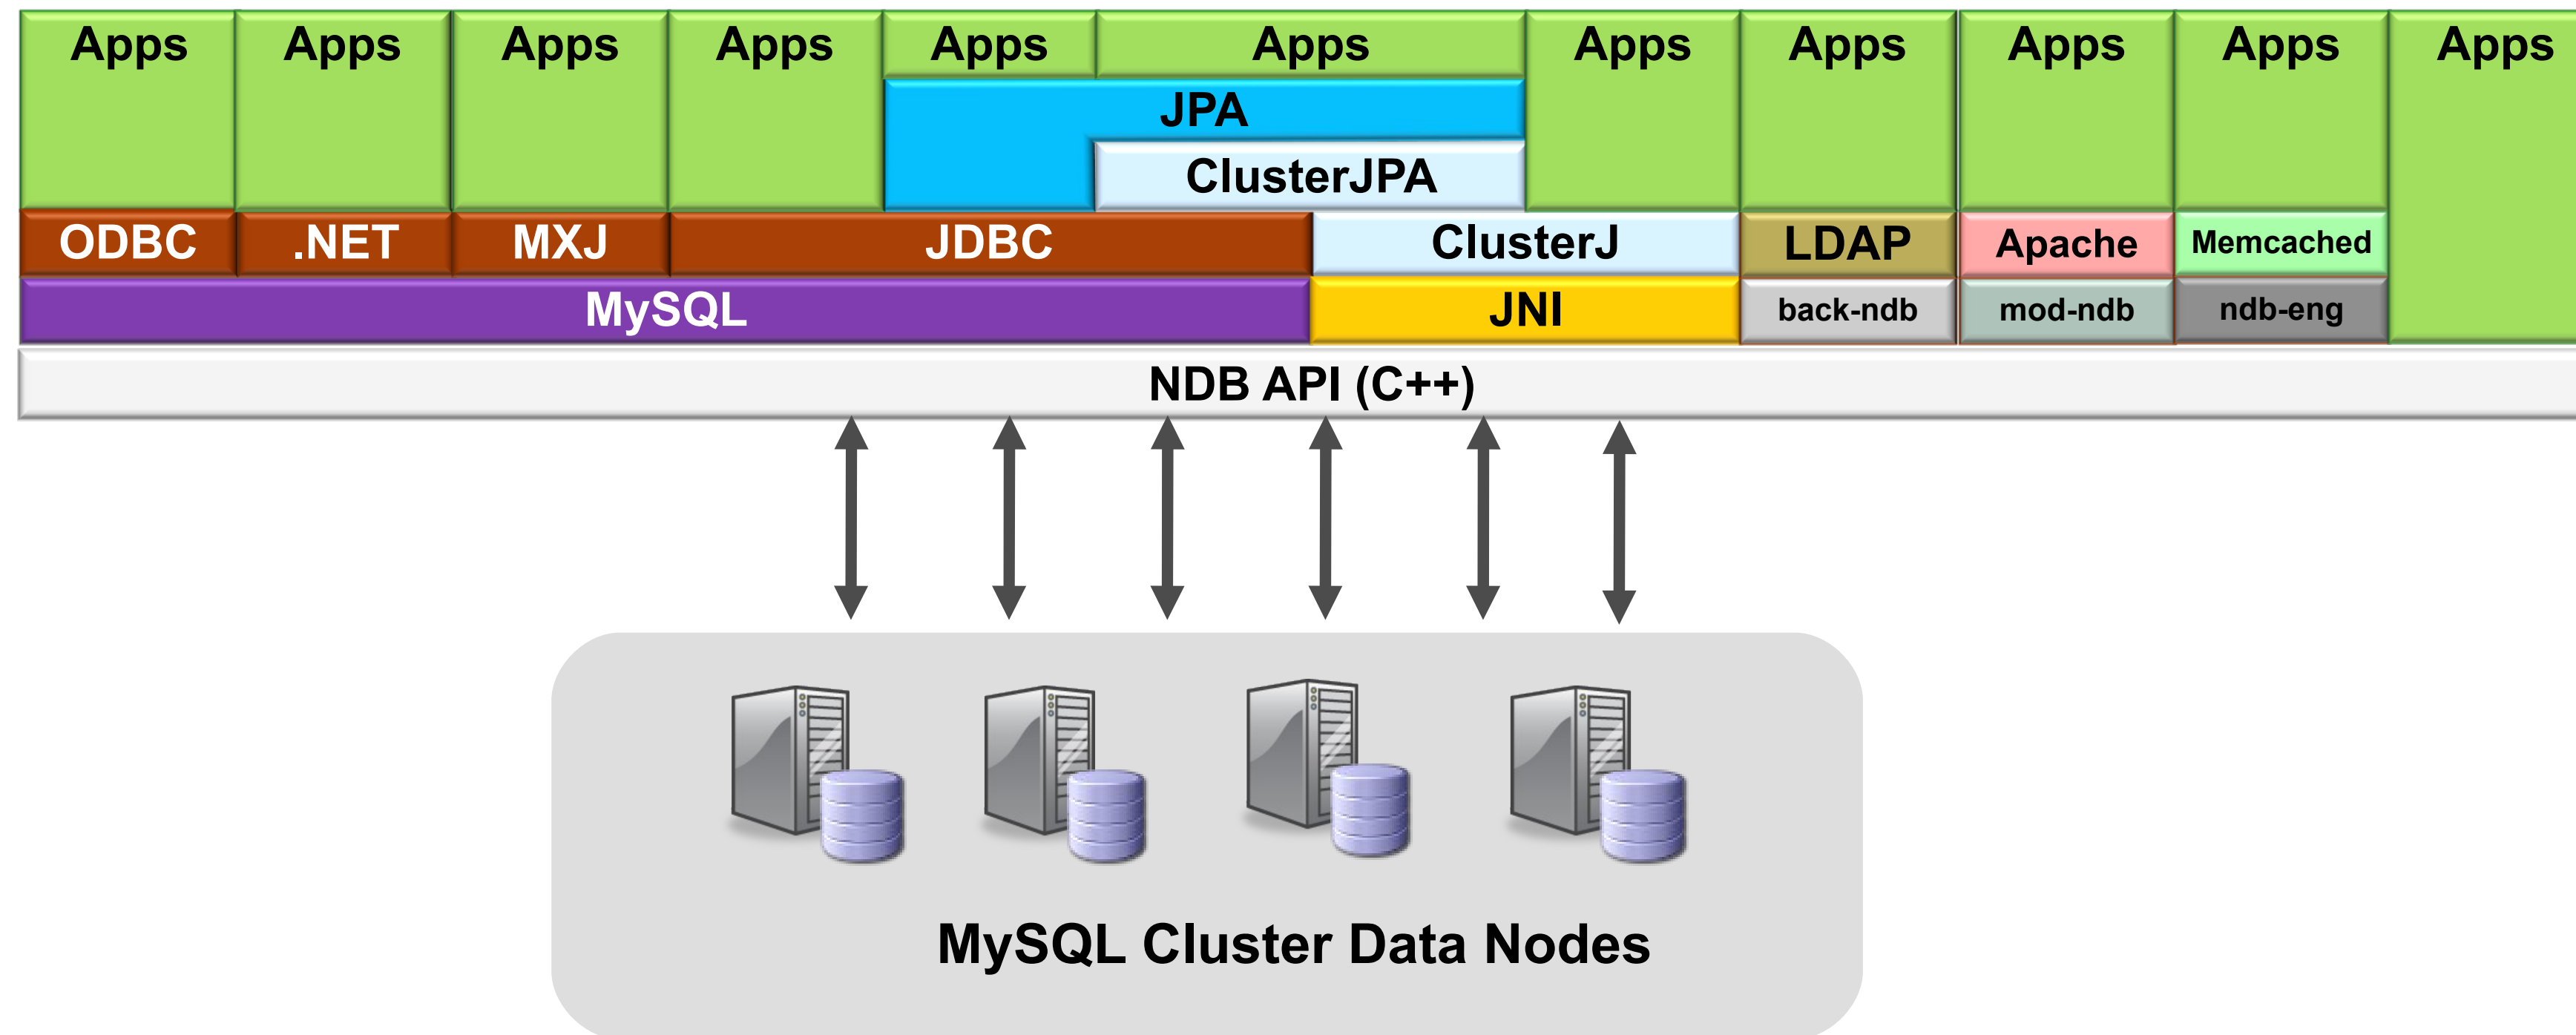 Apps Apps Apps Apps Apps Apps Apps Apps Apps Apps Apps
JPA
ClusterJPA
ODBC .NET MXJ JDBC ClusterJ LDAP Apache Memcached
MySQL JNI back-ndb mod-ndb ndb-eng
NDB API (C++)
MySQL Cluster Data Nodes